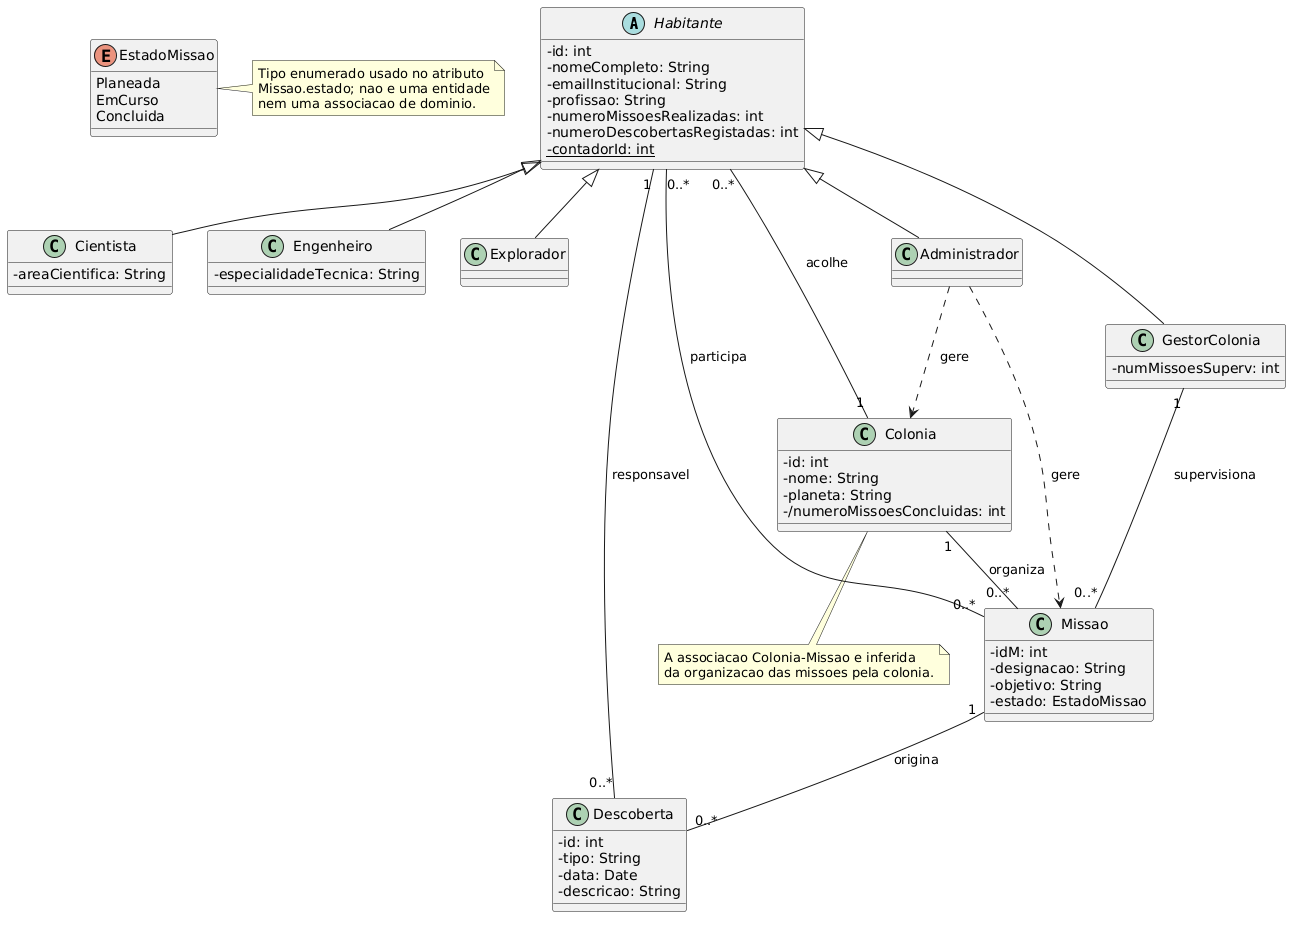 E EstadoMissao
Planeada
EmCurso
Concluida
Tipo enumerado usado no atributo
Missao.estado; nao e uma entidade
nem uma associacao de dominio.
A Habitante
-id: int
-nomeCompleto: String
-emailInstitucional: String
-profissao: String
-numeroMissoesRealizadas: int
-numeroDescobertasRegistadas: int
-contadorId: int
1
0..*
0..*
C Cientista
-areaCientifica: String
C Engenheiro
-especialidadeTecnica: String
C Explorador
acolhe
C Administrador
C GestorColonia
-numMissoesSuperv: int
participa
gere
1
1
C Colonia
-id: int
-nome: String
-planeta: String
-/numeroMissoesConcluidas: int
responsavel
gere
supervisiona
1
organiza
0..*
0..*
0..*
A associacao Colonia-Missao e inferida
da organizacao das missoes pela colonia.
C Missao
-idM: int
-designacao: String
-objetivo: String
-estado: EstadoMissao
1
origina
0..*
0..*
C Descoberta
-id: int
-tipo: String
-data: Date
-descricao: String